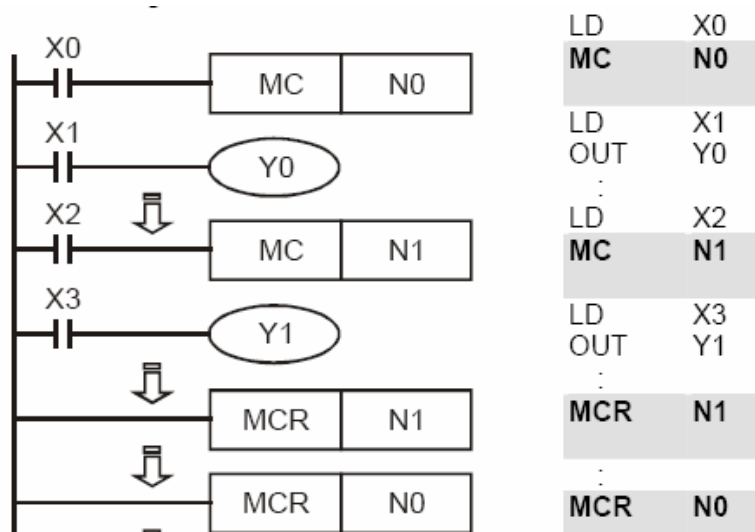 X0
MC N0
X1
Y0
X2
MC N1
X3
Y1
MCR N1
MCR N0
LD X0
MC N0
LD X1
OUT Y0
:
LD X2
MC N1
LD X3
OUT Y1
:
MCR N1
:
MCR N0